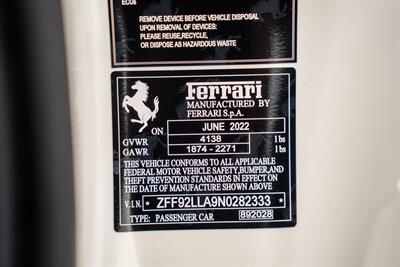 EC08
REMOVE DEVICE BEFORE VEHICLE DISPOSAL
UPON REMOVAL OF DEVICES:
PLEASE REUSE,RECYCLE,
OR DISPOSE AS HAZARDOUS WASTE
Ferrari
MANUFACTURED BY
FERRARI S.p.A.
ON JUNE 2022
GVWR 4138 lbs
GAWR 1874 - 2271 lbs
THIS VEHICLE CONFORMS TO ALL APPLICABLE
FEDERAL MOTOR VEHICLE SAFETY,BUMPER,AND
THEFT PREVENTION STANDARDS IN EFFECT ON
THE DATE OF MANUFACTURE SHOWN ABOVE
V.I.N. * ZFF92LLA9N0282333 *
TYPE: PASSENGER CAR 892028